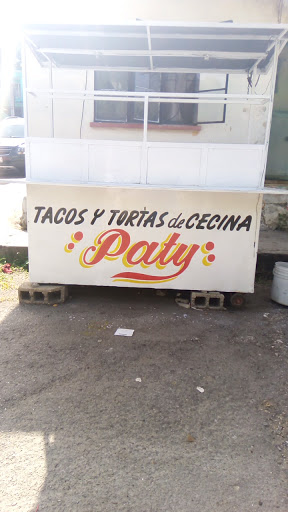 TACOS Y TORTAS de CECINA
Paty